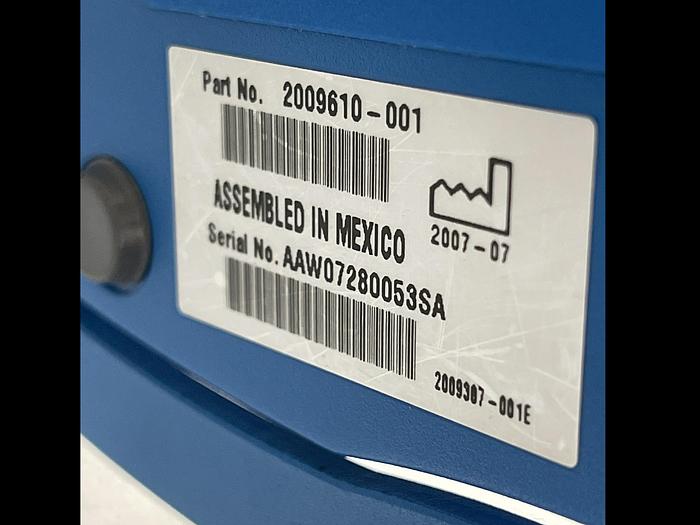 Part No. 2009610-001
ASSEMBLED IN MEXICO
2007-07
Serial No. AAW07280053SA
2009307-001E